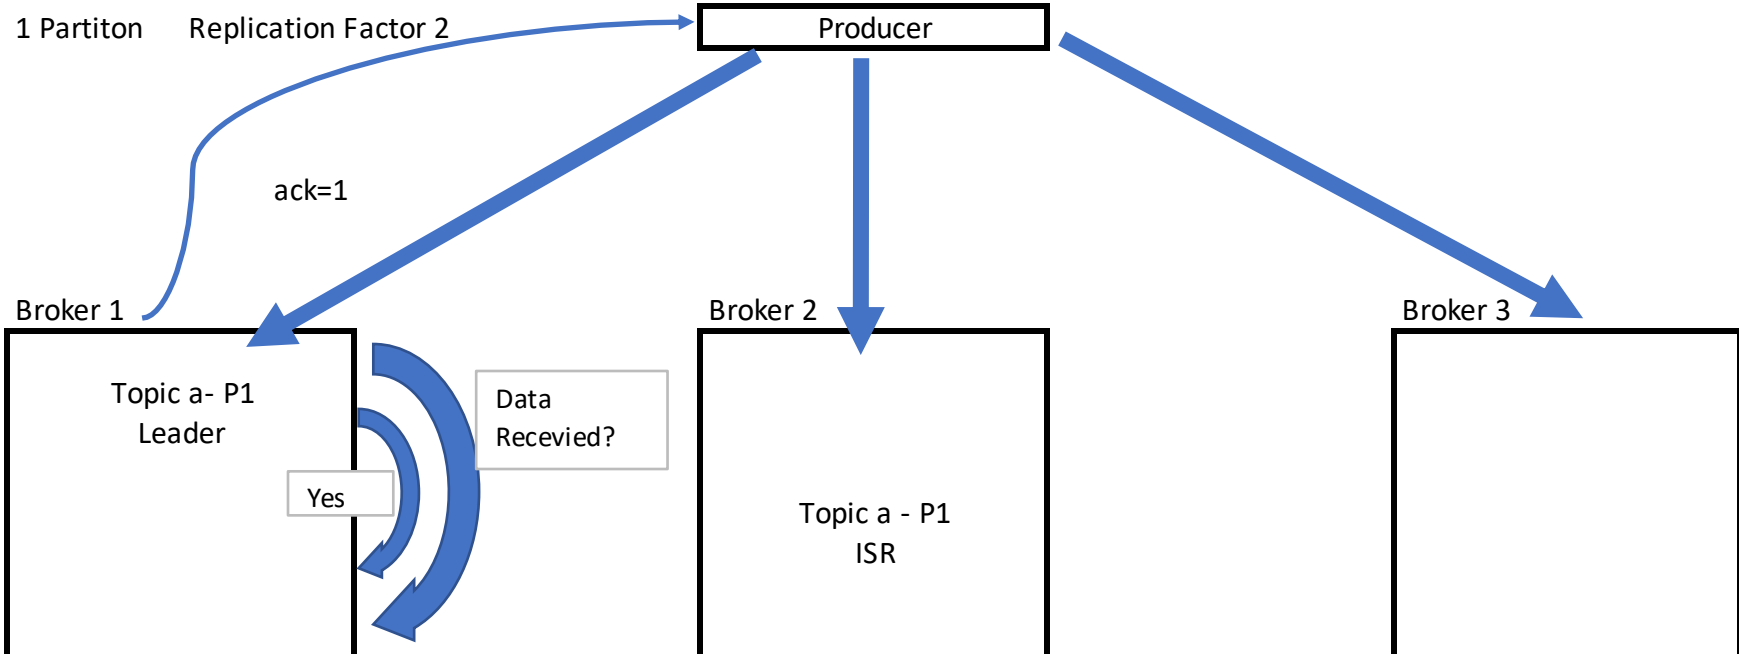 1 Partiton
Replication Factor 2
Producer
ack=1
Broker 1
Broker 2
Broker 3
Topic a- P1
Leader
Data
Recevied?
Yes
Topic a - P1
ISR